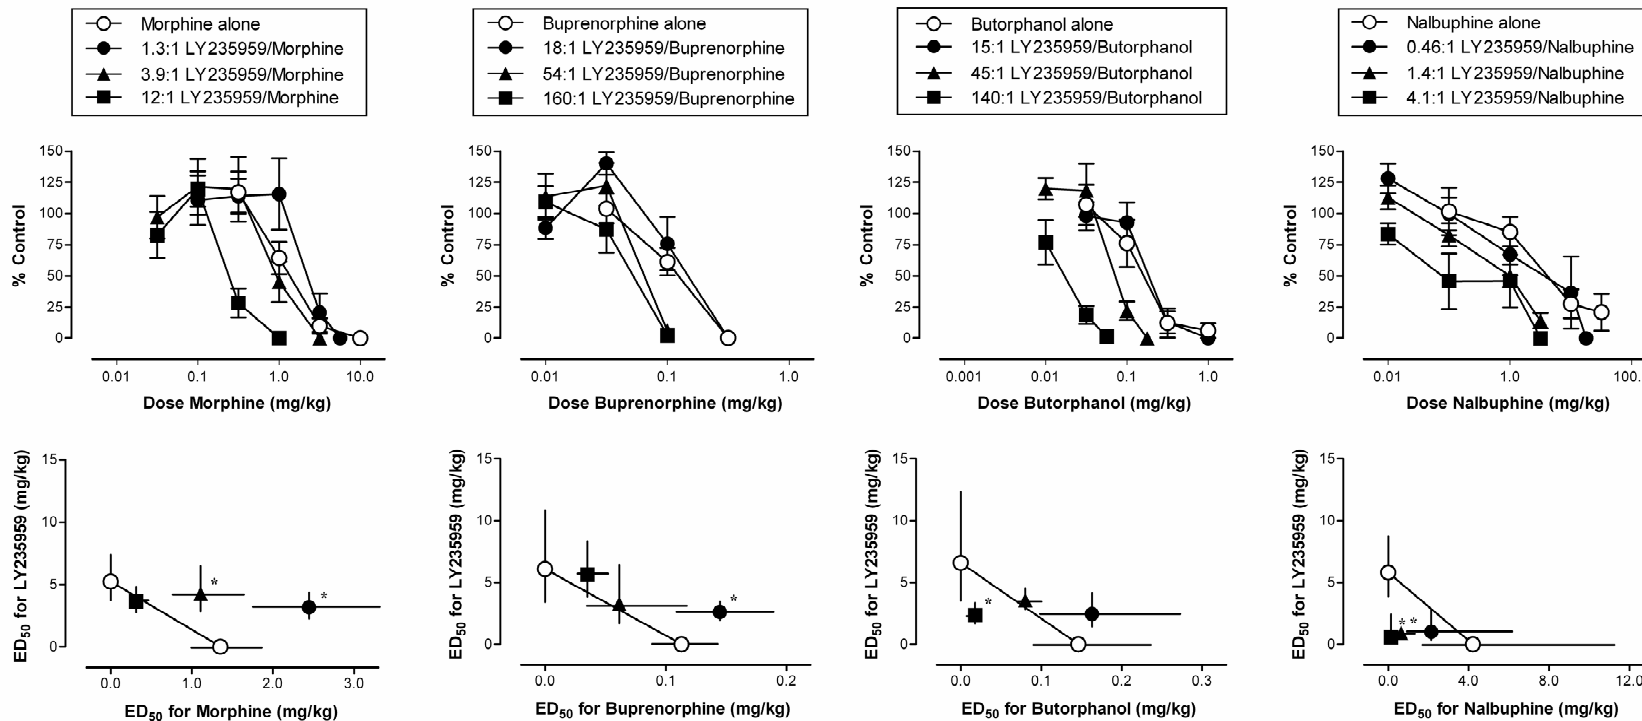 Morphine alone
1.3:1 LY235959/Morphine
3.9:1 LY235959/Morphine
12:1 LY235959/Morphine
Buprenorphine alone
18:1 LY235959/Buprenorphine
54:1 LY235959/Buprenorphine
160:1 LY235959/Buprenorphine
Butorphanol alone
15:1 LY235959/Butorphanol
45:1 LY235959/Butorphanol
140:1 LY235959/Butorphanol
Nalbuphine alone
0.46:1 LY235959/Nalbuphine
1.4:1 LY235959/Nalbuphine
4.1:1 LY235959/Nalbuphine
% Control
150
125
100
75
50
25
0
0.01 0.1 1.0 10.0
Dose Morphine (mg/kg)
% Control
150
125
100
75
50
25
0
0.01 0.1 1.0
Dose Buprenorphine (mg/kg)
% Control
150
125
100
75
50
25
0
0.001 0.01 0.1 1.0
Dose Butorphanol (mg/kg)
% Control
150
125
100
75
50
25
0
0.01 1.0 100.
Dose Nalbuphine (mg/kg)
ED50 for LY235959 (mg/kg)
15
10
5
0
* *
0.0 1.0 2.0 3.0
ED50 for Morphine (mg/kg)
ED50 for LY235959 (mg/kg)
15
10
5
0
*
0.0 0.1 0.2
ED50 for Buprenorphine (mg/kg)
ED50 for LY235959 (mg/kg)
15
10
5
0
*
0.0 0.1 0.2 0.3
ED50 for Butorphanol (mg/kg)
ED50 for LY235959 (mg/kg)
15
10
5
0
* *
0.0 4.0 8.0 12.0
ED50 for Nalbuphine (mg/kg)